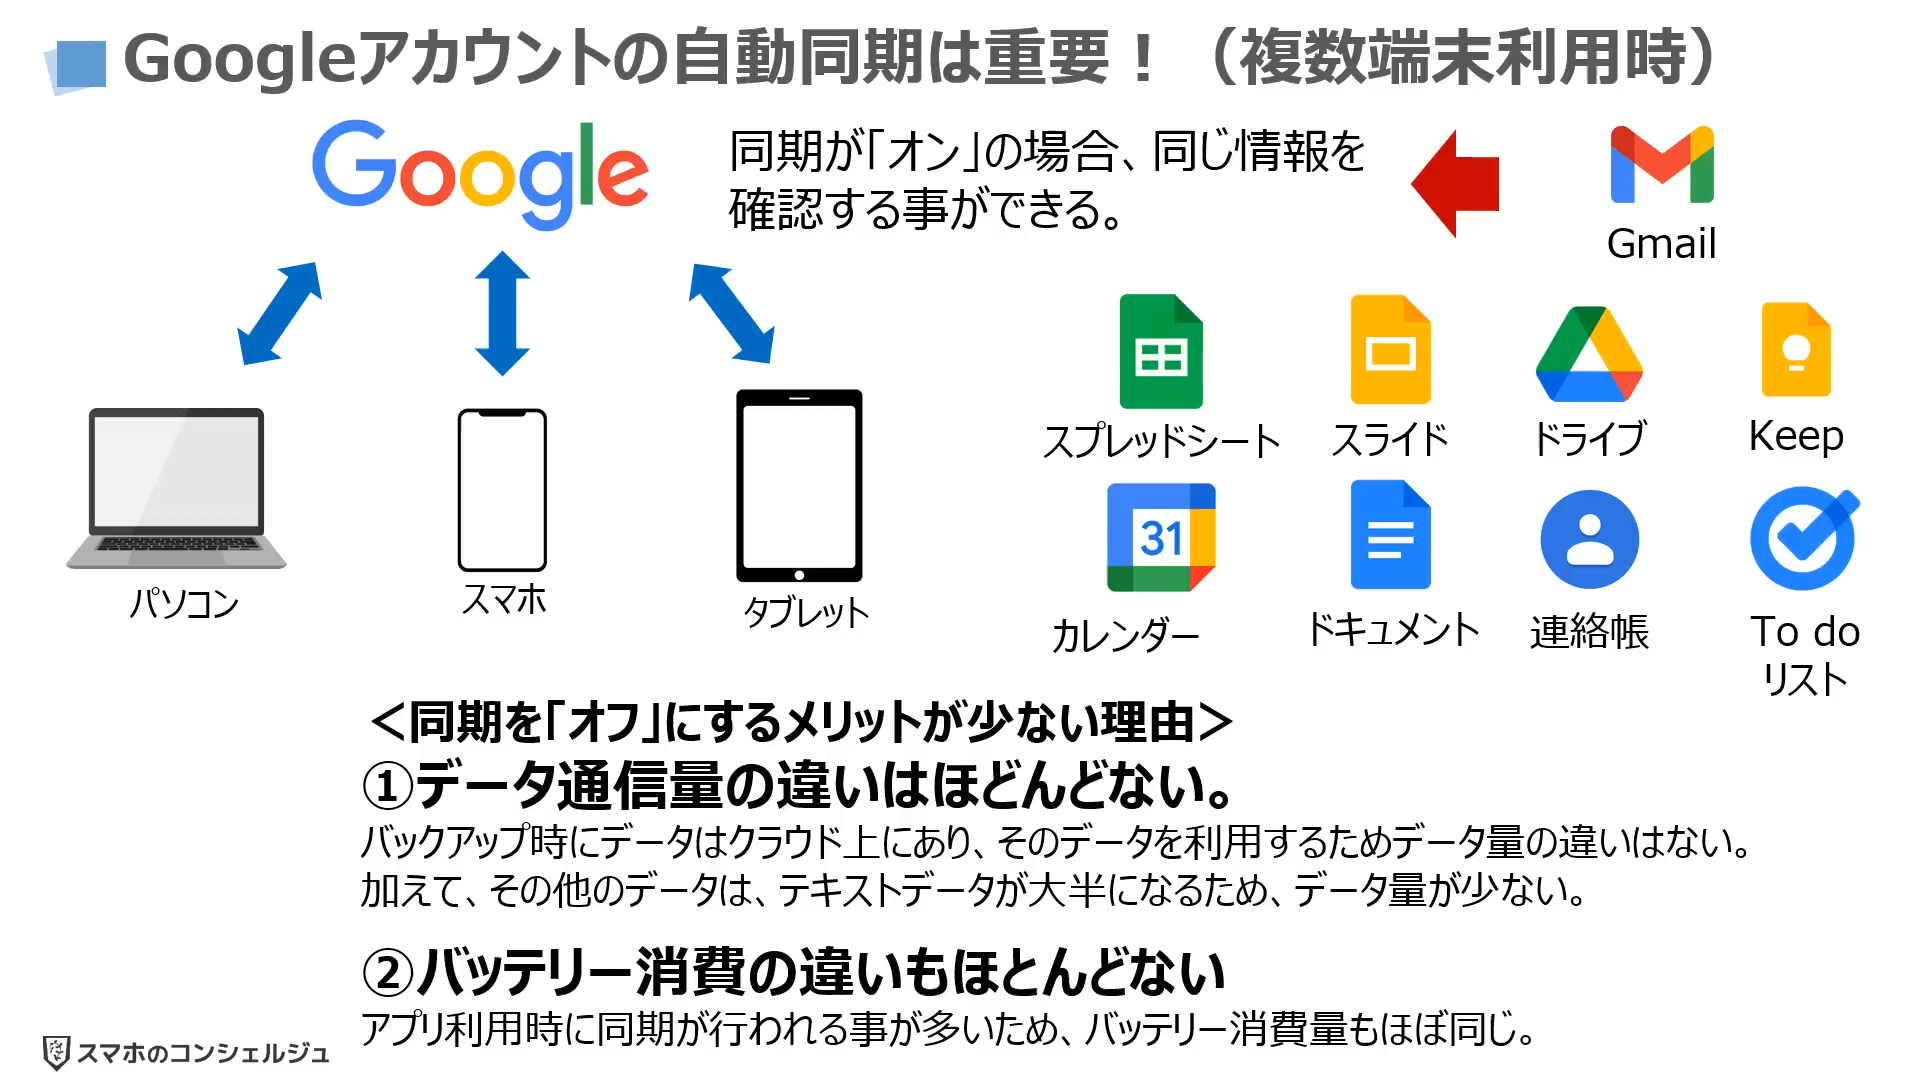 Googleアカウントの自動同期は重要！（複数端末利用時）
Google
同期が「オン」の場合、同じ情報を
確認する事ができる。
Gmail
スプレッドシート
スライド
ドライブ
Keep
31
カレンダー
ドキュメント
連絡帳
To do
リスト
パソコン
スマホ
タブレット
＜同期を「オフ」にするメリットが少ない理由＞
①データ通信量の違いはほどんどない。
バックアップ時にデータはクラウド上にあり、そのデータを利用するためデータ量の違いはない。
加えて、その他のデータは、テキストデータが大半になるため、データ量が少ない。
②バッテリー消費の違いもほとんどない
アプリ利用時に同期が行われる事が多いため、バッテリー消費量もほぼ同じ。
スマホのコンシェルジュ